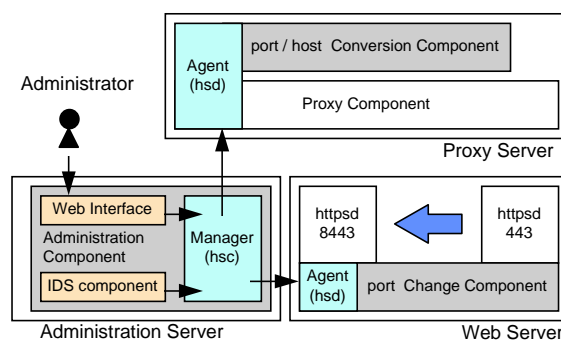 port / host Conversion Component
Agent
(hsd)
Proxy Component
Proxy Server
Administrator
Web Interface
Administration
Component
IDS component
Manager
(hsc)
Administration Server
httpsd
8443
httpsd
443
Agent
(hsd)
port Change Component
Web Server